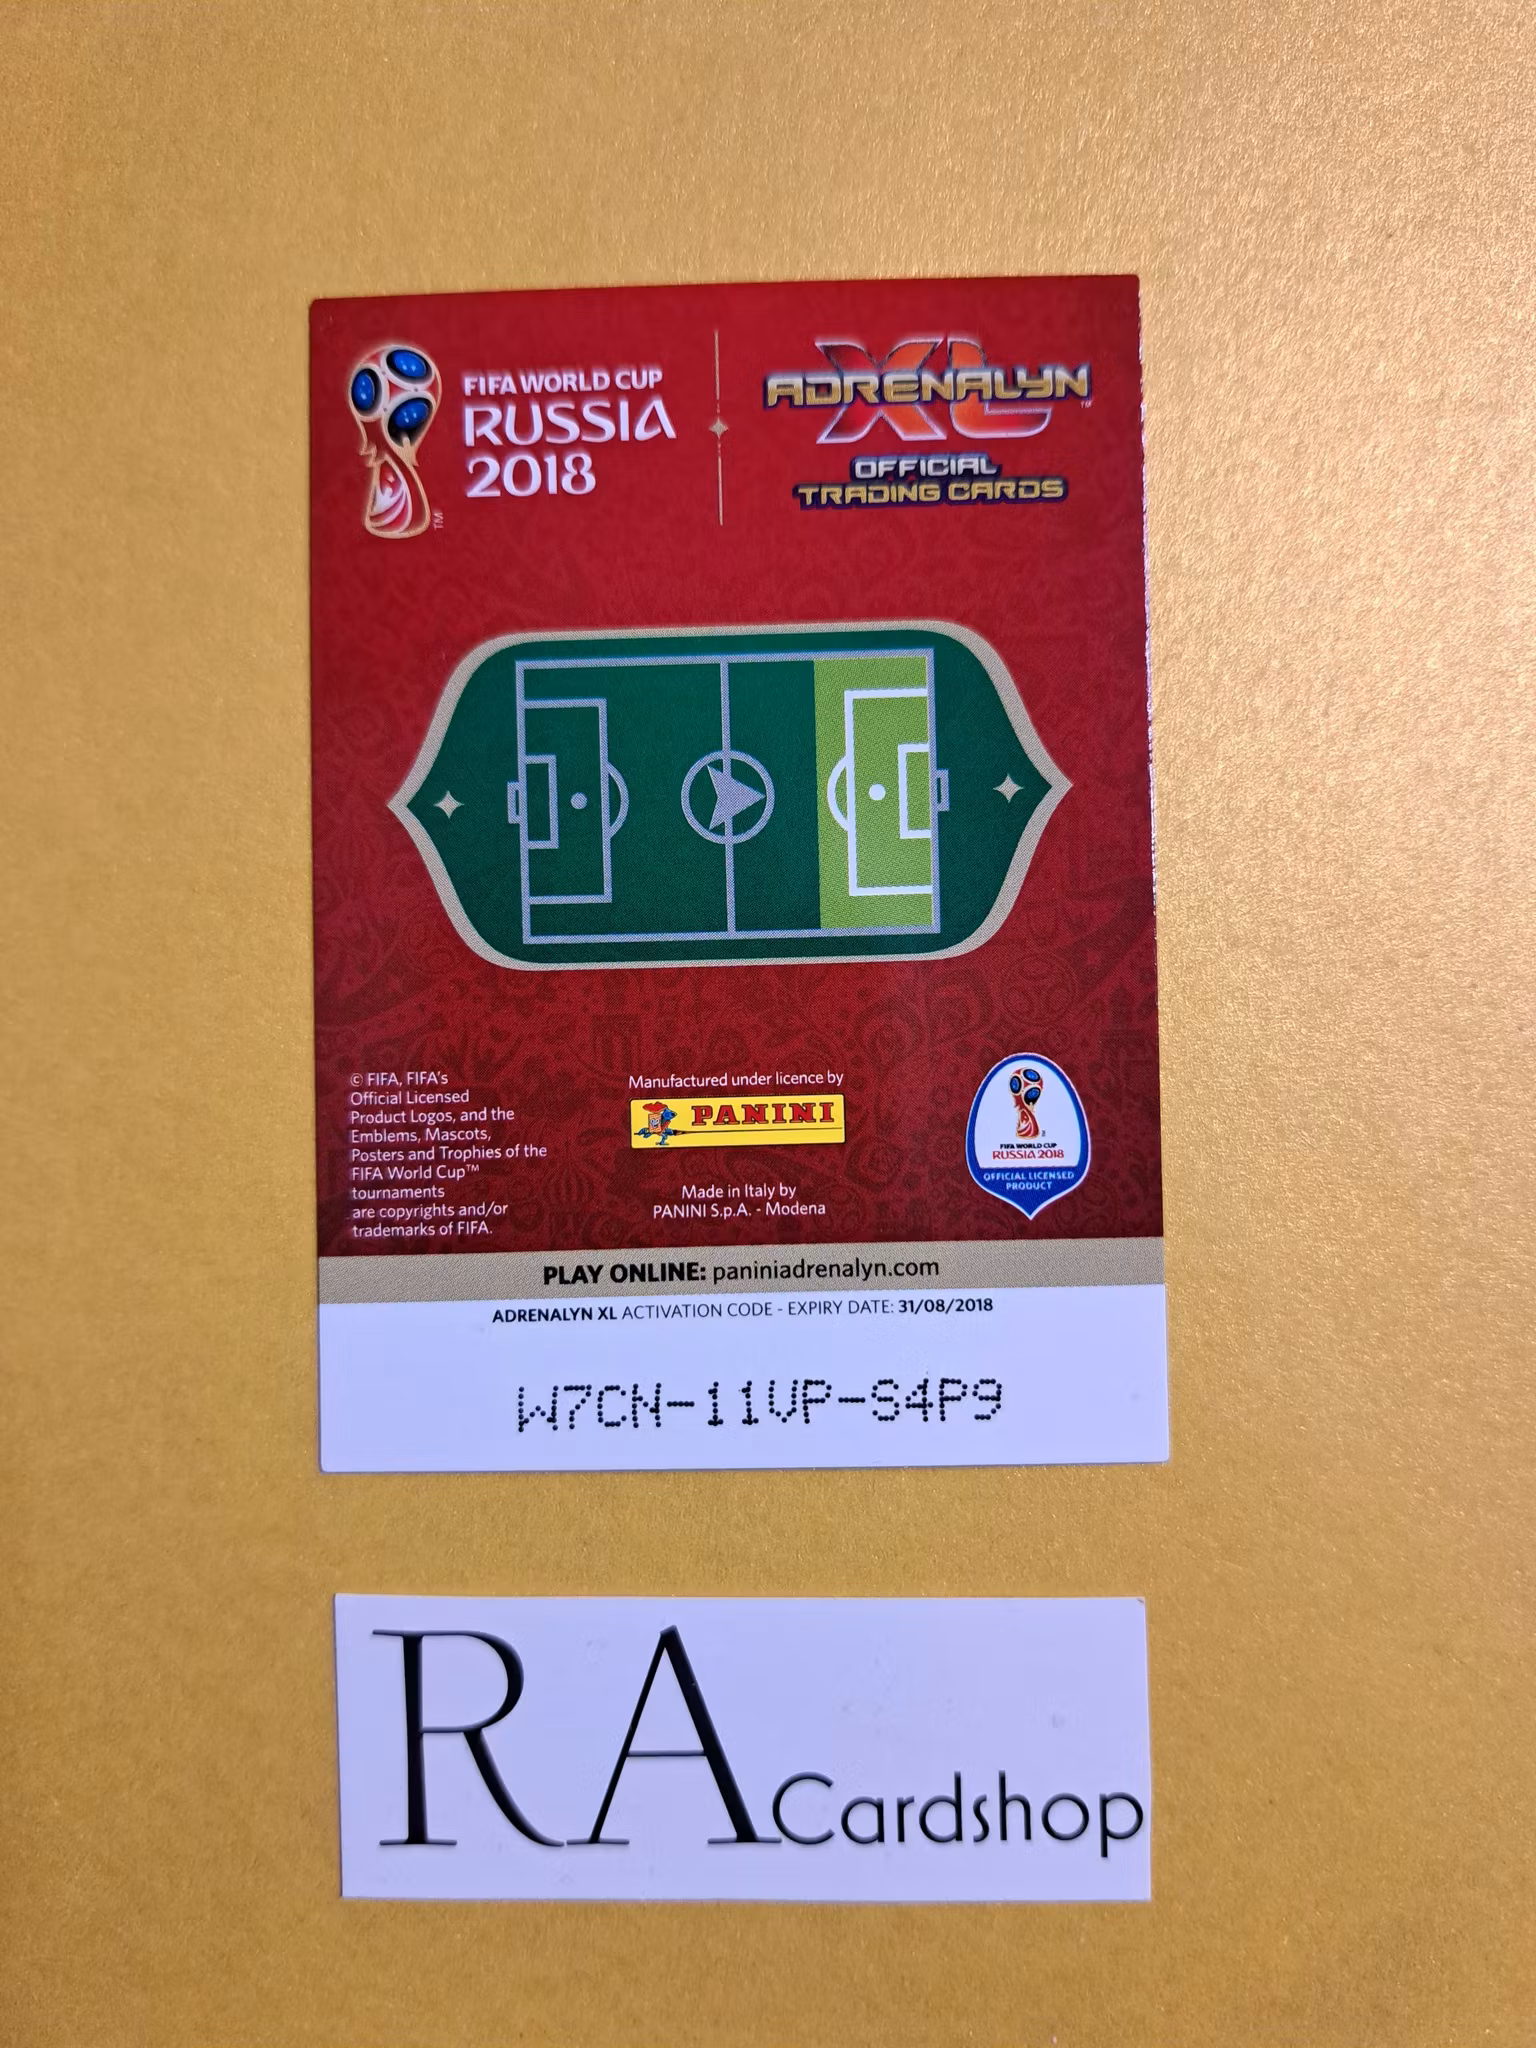 FIFA WORLD CUP
RUSSIA
2018
TM
ADRENALYN
XL
™
OFFICIAL
TRADING CARDS
© FIFA, FIFA's
Official Licensed
Product Logos, and the
Emblems, Mascots,
Posters and Trophies of the
FIFA World Cup™
tournaments
are copyrights and/or
trademarks of FIFA.
Manufactured under licence by
PANINI
Made in Italy by
PANINI S.p.A. - Modena
FIFA WORLD CUP
RUSSIA 2018
OFFICIAL LICENSED
PRODUCT
PLAY ONLINE: paniniadrenalyn.com
ADRENALYN XL ACTIVATION CODE - EXPIRY DATE: 31/08/2018
W7CN-11VP-S4P9
RA Cardshop